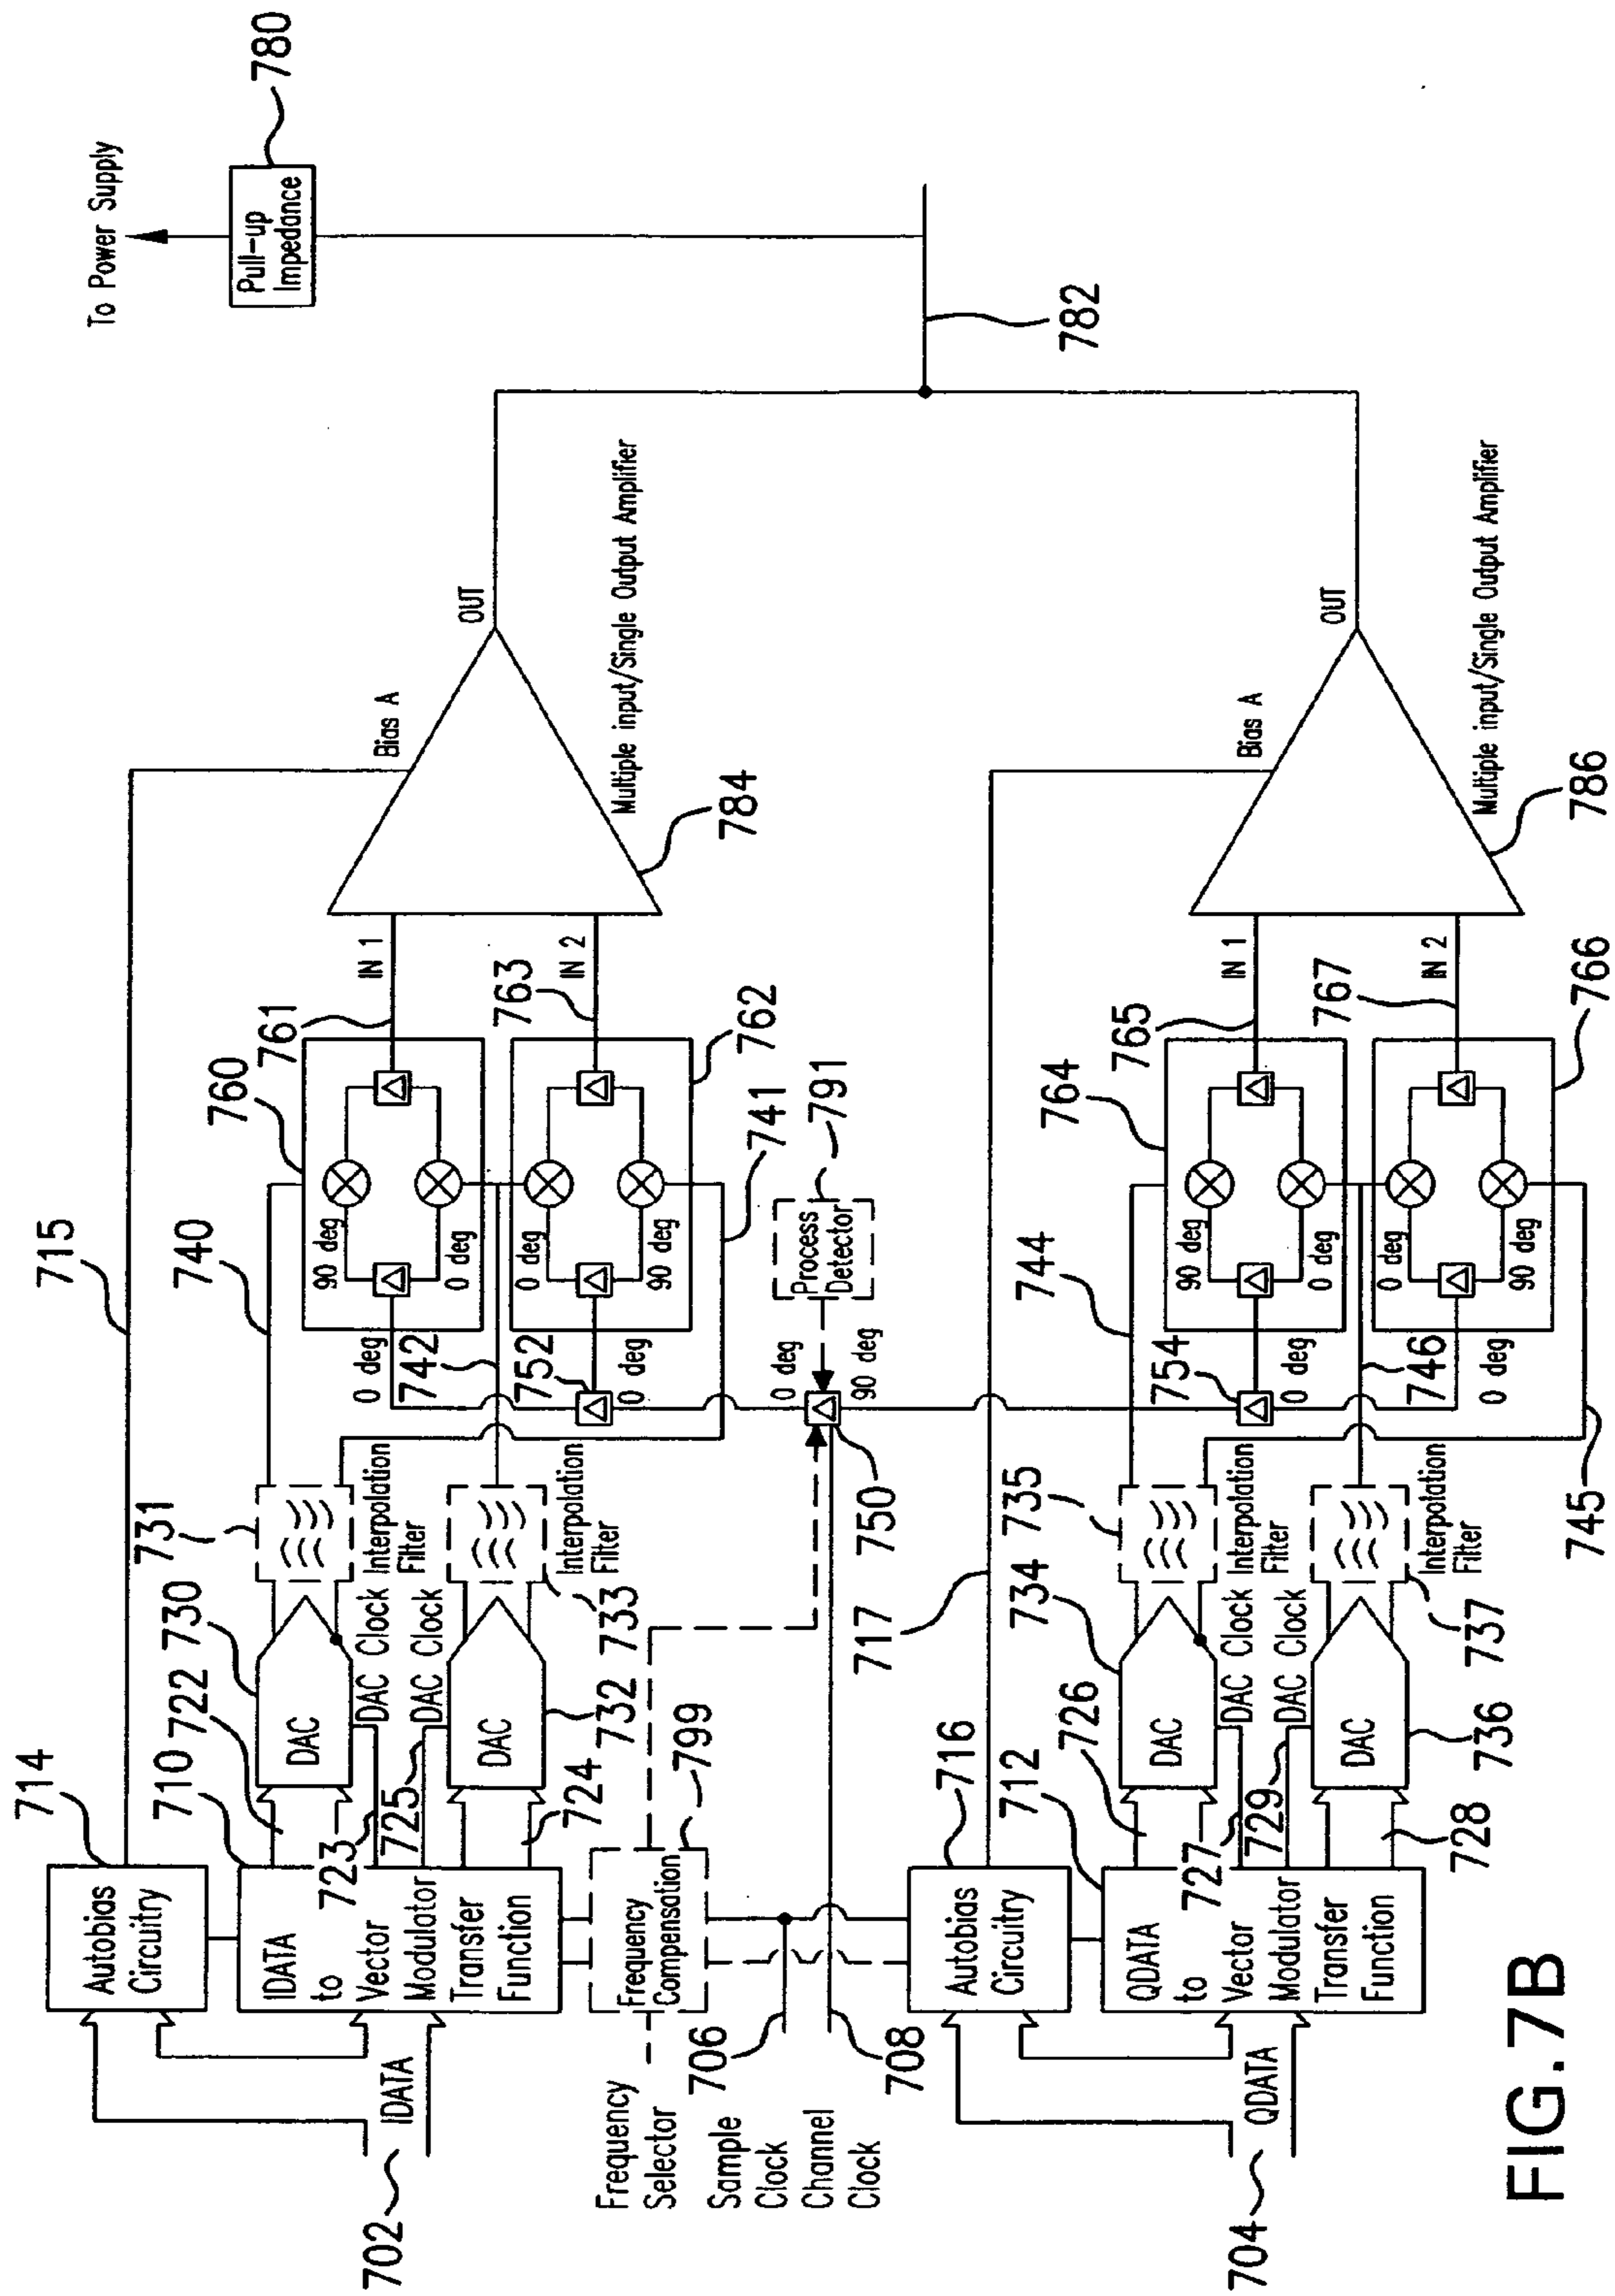 To Power Supply
Pull-up
Impedance
780
782
714
715
Autobias
Circuitry
710
722
730
731
740
760
761
Bias A
OUT
IDATA
to
Vector
Modulator
Transfer
Function
DAC
DAC Clock
Interpolation
Filter
723
725
DAC Clock
DAC
724
732
733
Interpolation
Filter
0 deg
742
752
0 deg
90 deg
0 deg
0 deg
90 deg
IN 1
763
IN 2
762
741
Multiple input/Single Output Amplifier
784
702
IDATA
Frequency
Selector
Frequency
Compensation
799
Process
Detector
791
0 deg
90 deg
750
Sample
Clock
706
Channel
Clock
708
716
717
Autobias
Circuitry
712
726
734
735
744
764
765
Bias A
OUT
QDATA
to
Vector
Modulator
Transfer
Function
DAC
DAC Clock
Interpolation
Filter
727
729
DAC Clock
DAC
728
736
737
Interpotation
Filter
754
0 deg
746
0 deg
745
90 deg
0 deg
0 deg
90 deg
IN 1
767
IN 2
766
Multiple input/Single Output Amplifier
786
704
QDATA
FIG.7B